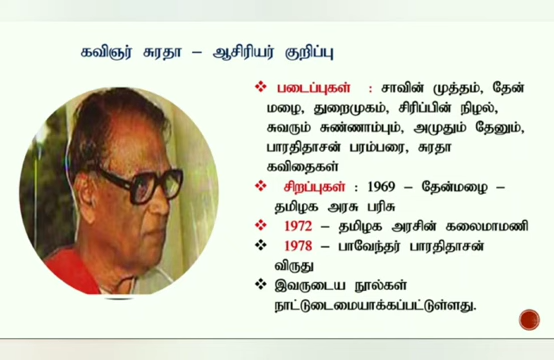 கவிஞர் சுரதா – ஆசிரியர் குறிப்பு
❖ படைப்புகள் : சாவின் முத்தம், தேன்
மழை, துறைமுகம், சிரிப்பின் நிழல்,
சுவரும் சுண்ணாம்பும், அமுதும் தேனும்,
பாரதிதாசன் பரம்பரை, சுரதா
கவிதைகள்
❖ சிறப்புகள் : 1969 – தேன்மழை –
தமிழக அரசு பரிசு
❖ 1972 – தமிழக அரசின் கலைமாமணி
❖ 1978 – பாவேந்தர் பாரதிதாசன்
விருது
❖ இவருடைய நூல்கள்
நாட்டுடைமையாக்கப்பட்டுள்ளது.